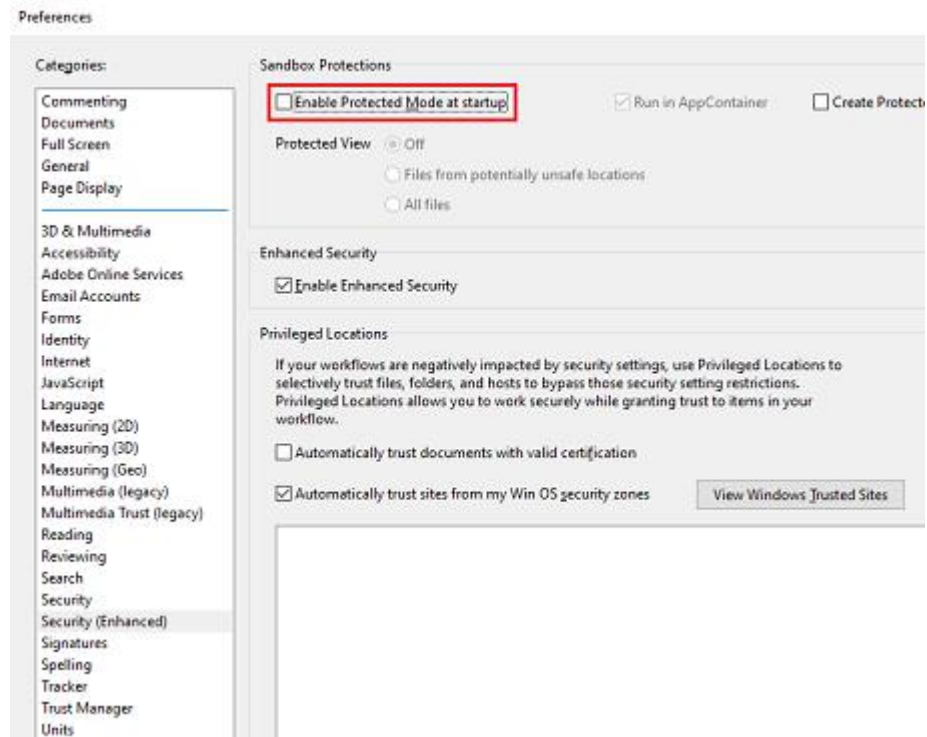 Preferences
Categories:
Commenting
Documents
Full Screen
General
Page Display
3D & Multimedia
Accessibility
Adobe Online Services
Email Accounts
Forms
Identity
Internet
JavaScript
Language
Measuring (2D)
Measuring (3D)
Measuring (Geo)
Multimedia (legacy)
Multimedia Trust (legacy)
Reading
Reviewing
Search
Security
Security (Enhanced)
Signatures
Spelling
Tracker
Trust Manager
Units
Sandbox Protections
Enable Protected Mode at startup
Run in AppContainer
Create Protecte
Protected View
Off
Files from potentially unsafe locations
All files
Enhanced Security
Enable Enhanced Security
Privileged Locations
If your workflows are negatively impacted by security settings, use Privileged Locations to
selectively trust files, folders, and hosts to bypass those security setting restrictions.
Privileged Locations allows you to work securely while granting trust to items in your
workflow.
Automatically trust documents with valid certification
Automatically trust sites from my Win OS security zones
View Windows Trusted Sites